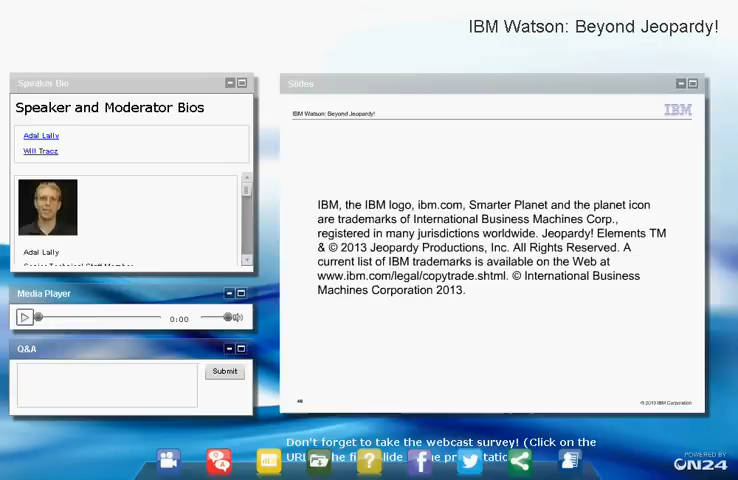 IBM Watson: Beyond Jeopardy!
Speaker Bio
Speaker and Moderator Bios
Adal Lally
Will Tracz
Adal Lally
Senior Technical Staff Member
Media Player
0:00
Q&A
Submit
Slides
IBM Watson: Beyond Jeopardy!
IBM
IBM, the IBM logo, ibm.com, Smarter Planet and the planet icon
are trademarks of International Business Machines Corp.,
registered in many jurisdictions worldwide. Jeopardy! Elements TM
& © 2013 Jeopardy Productions, Inc. All Rights Reserved. A
current list of IBM trademarks is available on the Web at
www.ibm.com/legal/copytrade.shtml. © International Business
Machines Corporation 2013.
© 2013 IBM Corporation
Don't forget to take the webcast survey! (Click on the
URL
POWERED BY
ON24